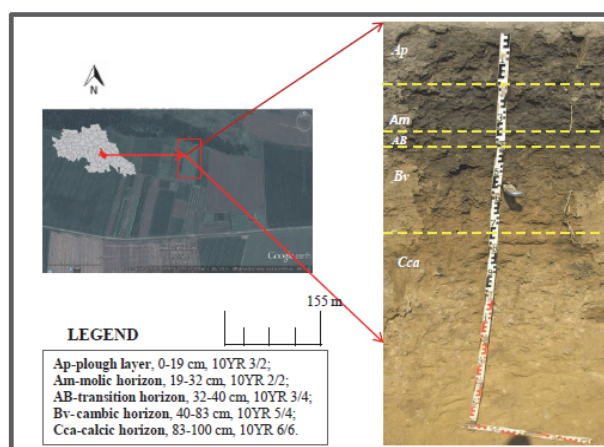 N
Google earth
155 m
LEGEND
Ap-plough layer, 0-19 cm, 10YR 3/2;
Am-molic horizon, 19-32 cm, 10YR 2/2;
AB-transition horizon, 32-40 cm, 10YR 3/4;
Bv- cambic horizon, 40-83 cm, 10YR 5/4;
Cca-calcic horizon, 83-100 cm, 10YR 6/6.
Ap
Am
AB
Bv
Cca